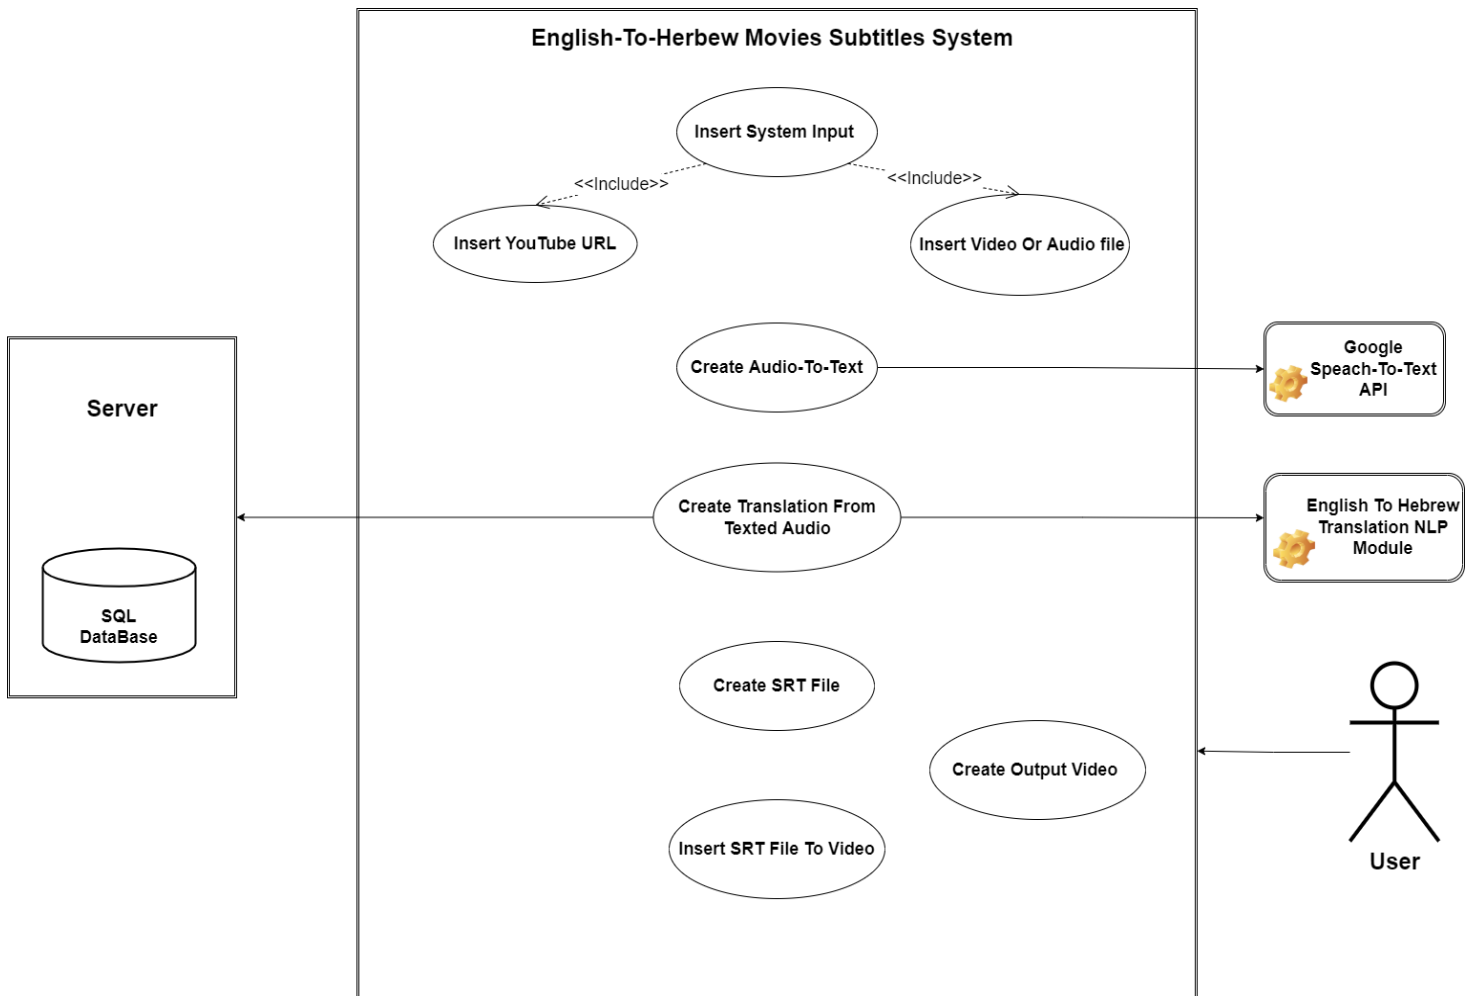 English-To-Herbew Movies Subtitles System
Insert System Input
<<Include>>
<<Include>>
Insert YouTube URL
Insert Video Or Audio file
Create Audio-To-Text
Google
Speach-To-Text
API
Server
Create Translation From
Texted Audio
English To Hebrew
Translation NLP
Module
SQL
DataBase
Create SRT File
Create Output Video
Insert SRT File To Video
User